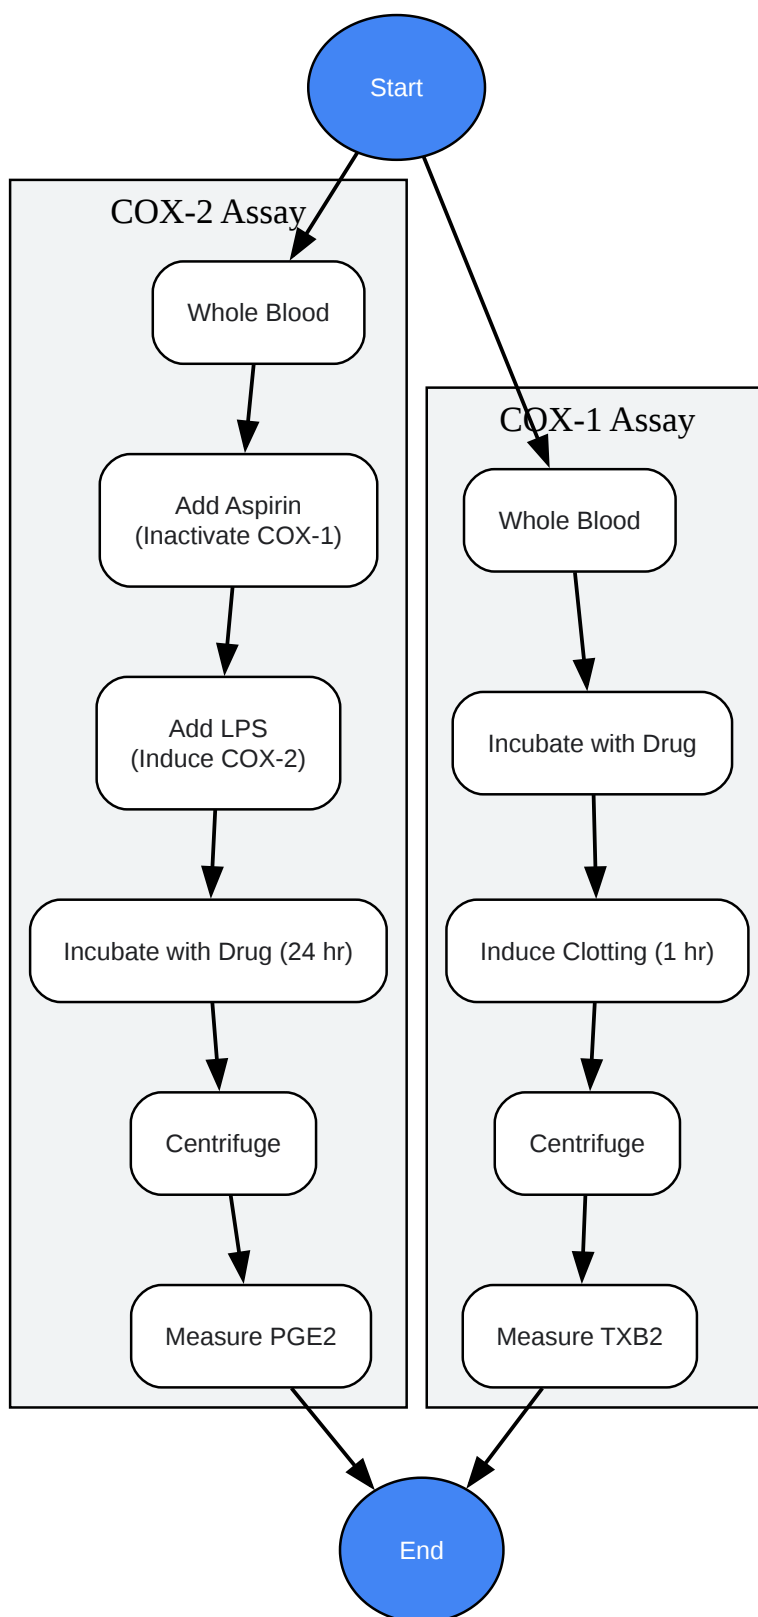 Start
COX-2 Assay
Whole Blood
Add Aspirin
(Inactivate COX-1)
Add LPS
(Induce COX-2)
Incubate with Drug (24 hr)
Centrifuge
Measure PGE2
COX-1 Assay
Whole Blood
Incubate with Drug
Induce Clotting (1 hr)
Centrifuge
Measure TXB2
End